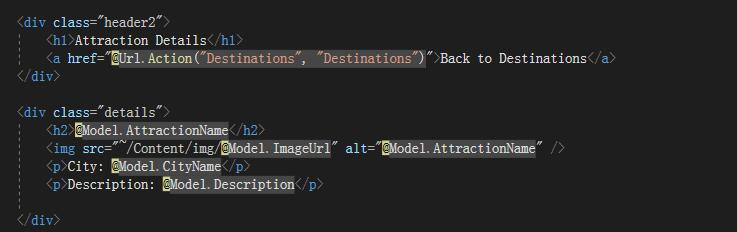 <div class="header2">
<h1>Attraction Details</h1>
<a href="@Url.Action("Destinations", "Destinations")">Back to Destinations</a>
</div>
<div class="details">
<h2>@Model.AttractionName</h2>
<img src="~/Content/img/@Model.ImageUrl" alt="@Model.AttractionName" />
<p>City: @Model.CityName</p>
<p>Description: @Model.Description</p>
</div>